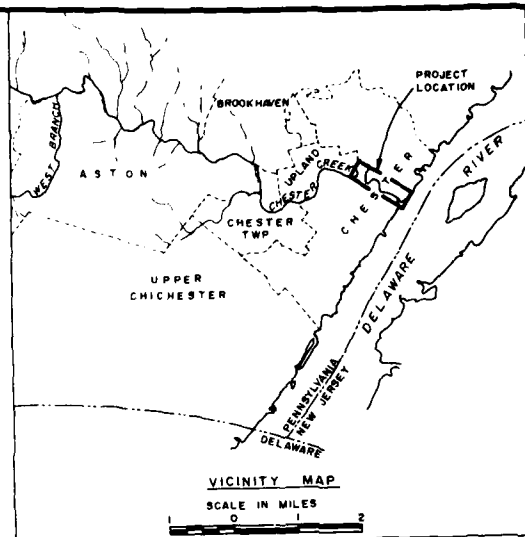 PROJECT
LOCATION
BROOKHAVEN
WEST BRANCH
ASTON
UPLAND
CHESTER CREEK
CHESTER
RIVER
CHESTER
TWP
UPPER
CHICHESTER
DELAWARE
PENNSYLVANIA
NEW JERSEY
DELAWARE
VICINITY MAP
SCALE IN MILES
1 0 1 2